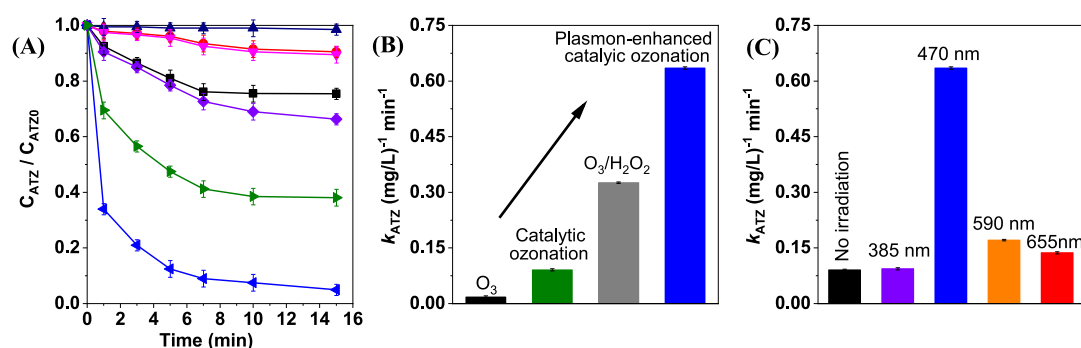 (A)
C_ATZ / C_ATZ0
1.0
0.8
0.6
0.4
0.2
0.0
0 2 4 6 8 10 12 14 16
Time (min)
(B)
k_ATZ (mg/L)⁻¹ min⁻¹
0.75
0.60
0.45
0.30
0.15
0.00
Plasmon-enhanced
catalytic ozonation
O₃/H₂O₂
Catalytic
ozonation
O₃
(C)
k_ATZ (mg/L)⁻¹ min⁻¹
0.75
0.60
0.45
0.30
0.15
0.00
No irradiation
385 nm
470 nm
590 nm
655nm